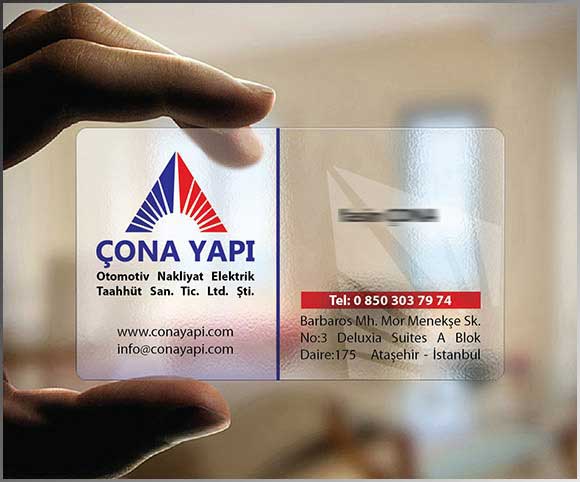 ÇONA YAPI
Otomotiv Nakliyat Elektrik
Taahhüt San. Tic. Ltd. Şti.
www.conayapi.com
info@conayapi.com
ÇONA
Tel: 0 850 303 79 74
Barbaros Mh. Mor Menekşe Sk.
No:3 Deluxia Suites A Blok
Daire:175 Ataşehir - İstanbul